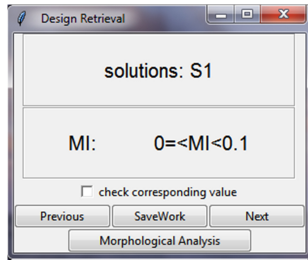 Design Retrieval
solutions: S1
MI: 0=<MI<0.1
check corresponding value
Previous SaveWork Next
Morphological Analysis